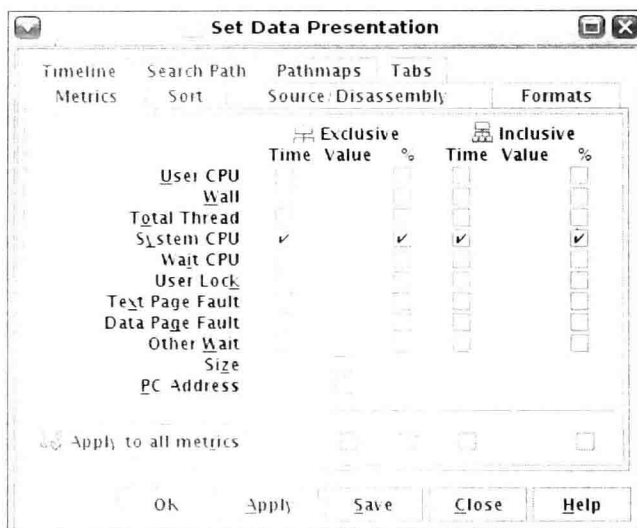 Set Data Presentation
Timeline Search Path Pathmaps Tabs
Metrics Sort Source/Disassembly Formats
Exclusive Inclusive
Time Value % Time Value %
User CPU
Wall
Total Thread
System CPU
Wait CPU
User Lock
Text Page Fault
Data Page Fault
Other Wait
Size
PC Address
Apply to all metrics
OK Apply Save Close Help